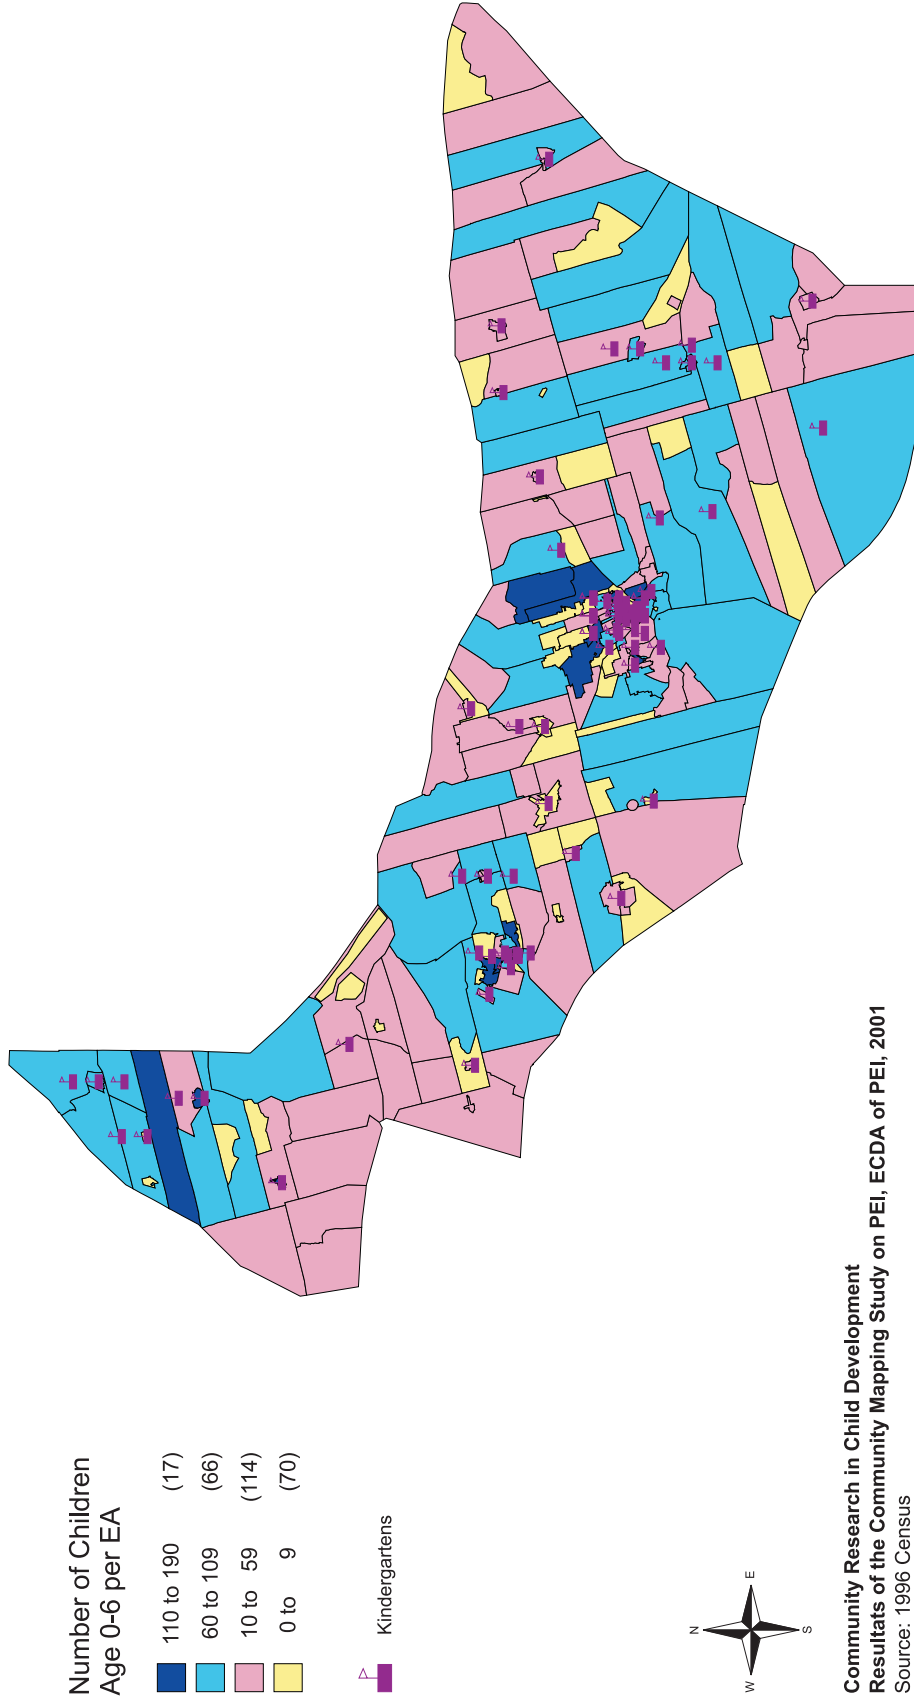 Number of Children
Age 0-6 per EA
110 to 190 (17)
60 to 109 (66)
10 to 59 (114)
0 to 9 (70)
Kindergartens
N
W E
S
Community Research in Child Development
Resultats of the Community Mapping Study on PEI, ECDA of PEI, 2001
Source: 1996 Census